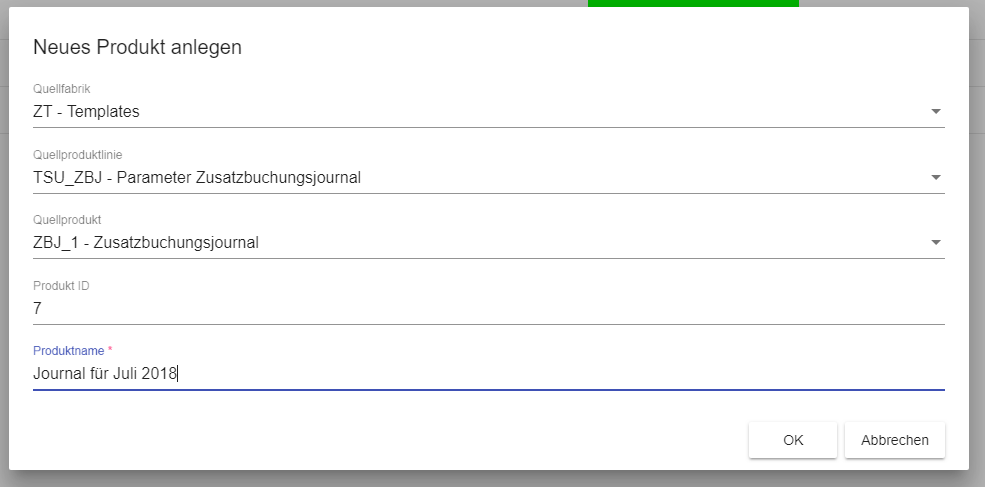 Neues Produkt anlegen
Quellfabrik
ZT - Templates
Quellproduktlinie
TSU_ZBJ - Parameter Zusatzbuchungsjournal
Quellprodukt
ZBJ_1 - Zusatzbuchungsjournal
Produkt ID
7
Produktname *
Journal für Juli 2018
OK Abbrechen